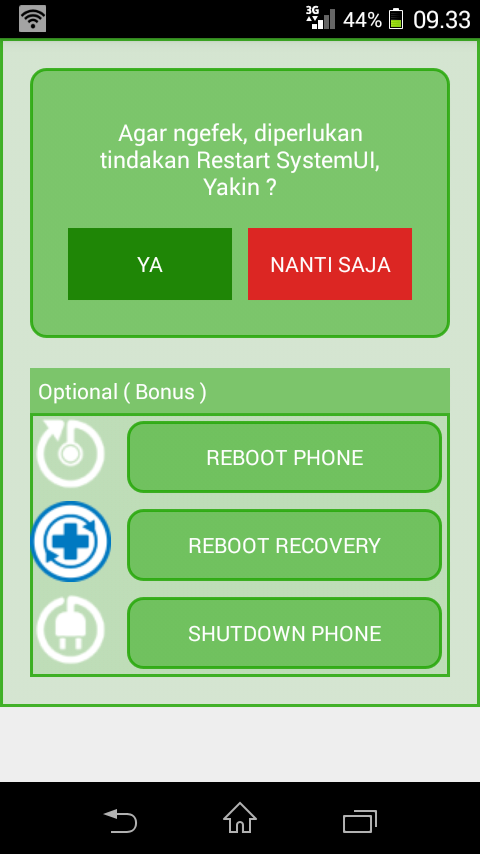 3G
44%
09.33
Agar ngefek, diperlukan
tindakan Restart SystemUI,
Yakin ?
YA
NANTI SAJA
Optional ( Bonus )
REBOOT PHONE
REBOOT RECOVERY
SHUTDOWN PHONE